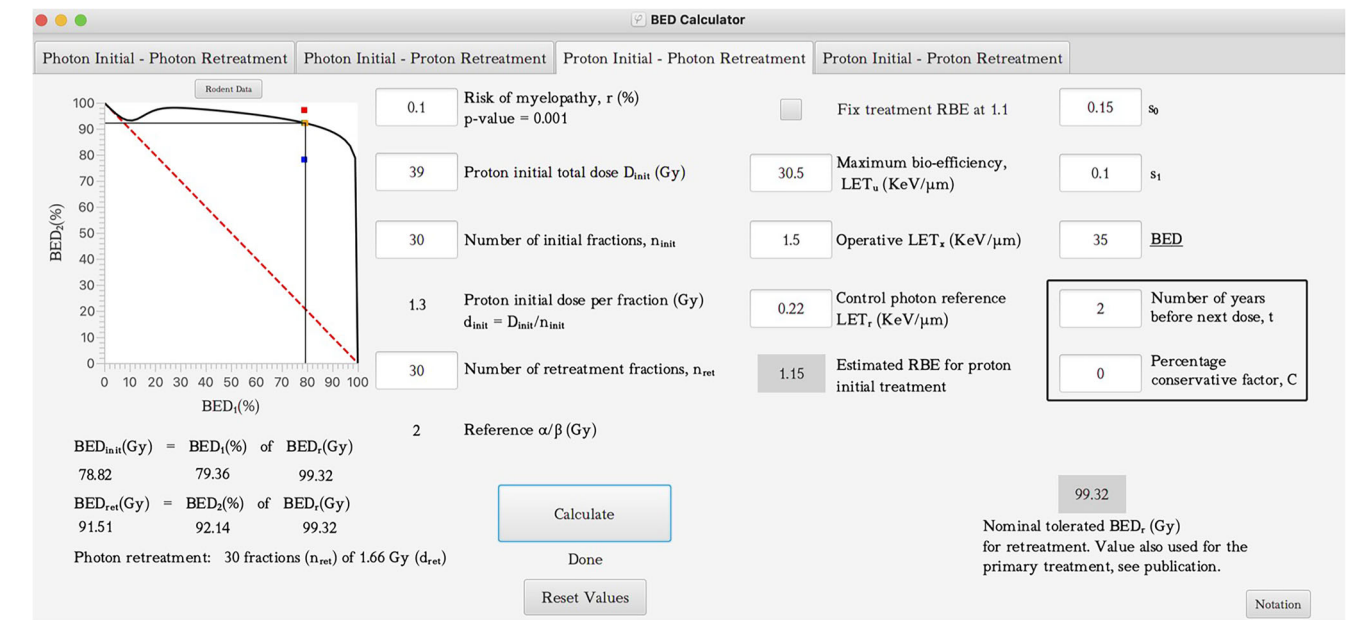 BED Calculator
Photon Initial - Photon Retreatment
Photon Initial - Proton Retreatment
Proton Initial - Photon Retreatment
Proton Initial - Proton Retreatment
Rodent Data
100
90
80
70
60
50
40
30
20
10
0
BED₂(%)
0 10 20 30 40 50 60 70 80 90 100
BED₁(%)
BEDinit(Gy) = BED₁(%) of BEDᵣ(Gy)
78.82 79.36 99.32
BEDret(Gy) = BED₂(%) of BEDᵣ(Gy)
91.51 92.14 99.32
Photon retreatment: 30 fractions (nret) of 1.66 Gy (dret)
0.1
Risk of myelopathy, r (%)
p-value = 0.001
39
Proton initial total dose Dinit (Gy)
30
Number of initial fractions, ninit
1.3
Proton initial dose per fraction (Gy)
dinit = Dinit/ninit
30
Number of retreatment fractions, nret
2
Reference α/β (Gy)
Calculate
Done
Reset Values
Fix treatment RBE at 1.1
30.5
Maximum bio-efficiency,
LETᵤ (KeV/μm)
1.5
Operative LETₓ (KeV/μm)
0.22
Control photon reference
LETᵣ (KeV/μm)
1.15
Estimated RBE for proton
initial treatment
0.15
s₀
0.1
s₁
35
BED
2
Number of years
before next dose, t
0
Percentage
conservative factor, C
99.32
Nominal tolerated BEDᵣ (Gy)
for retreatment. Value also used for the
primary treatment, see publication.
Notation